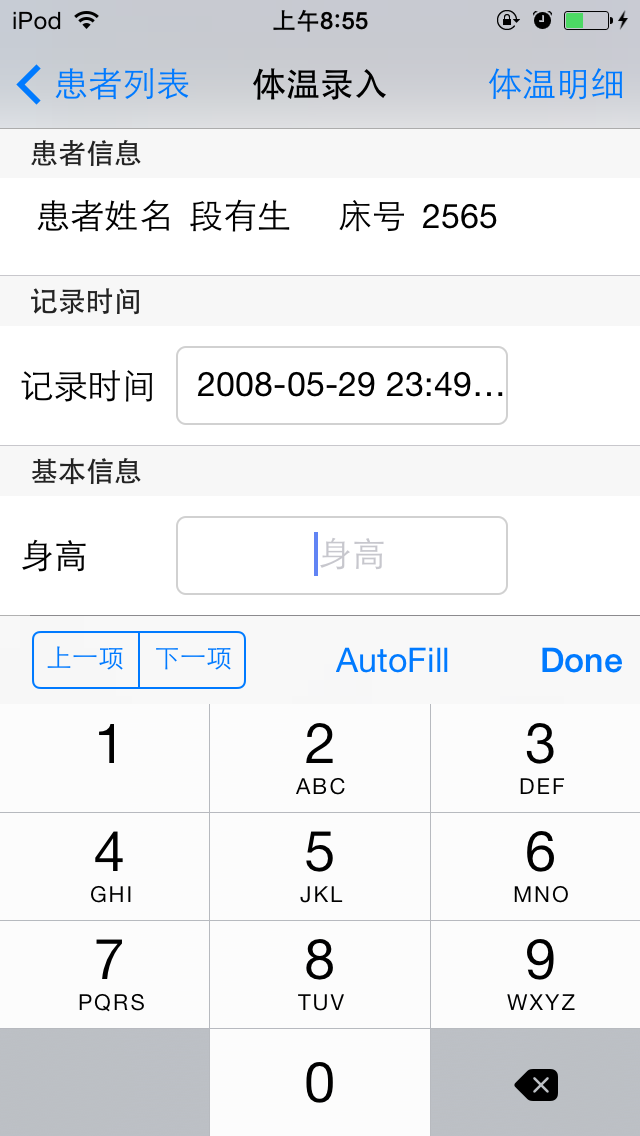 iPod 上午8:55
患者列表 体温录入 体温明细
患者信息
患者姓名 段有生 床号 2565
记录时间
记录时间 2008-05-29 23:49...
基本信息
身高 身高
上一项 下一项 AutoFill Done
1 2 3
ABC DEF
4 5 6
GHI JKL MNO
7 8 9
PQRS TUV WXYZ
0